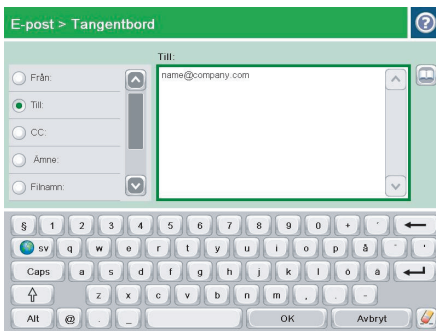 E-post > Tangentbord
?
Till:
Från:
name@company.com
Till:
CC:
Ämne:
Filnamn:
§ 1 2 3 4 5 6 7 8 9 0 +
sv q w e r t y u i o p å
Caps a s d f g h j k l ö ä
z x c v b n m , . -
Alt @ . _ OK Avbryt